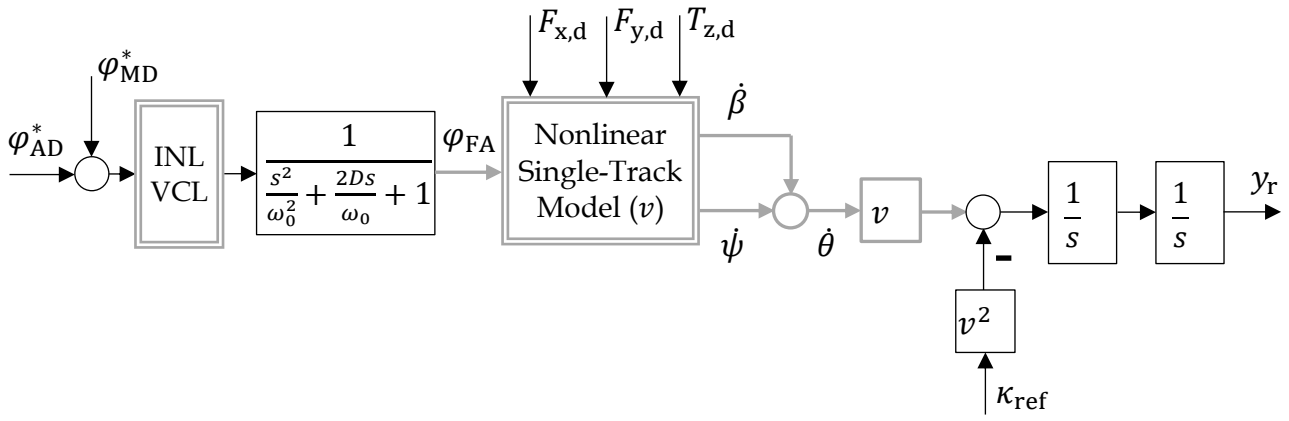 F_x,d
F_y,d
T_z,d
φ*_MD
φ*_AD
INL
VCL
1
s²/ω₀² + 2Ds/ω₀ + 1
φ_FA
Nonlinear
Single-Track
Model (v)
β̇
ψ̇
θ̇
v
-
v²
κ_ref
1/s
1/s
y_r